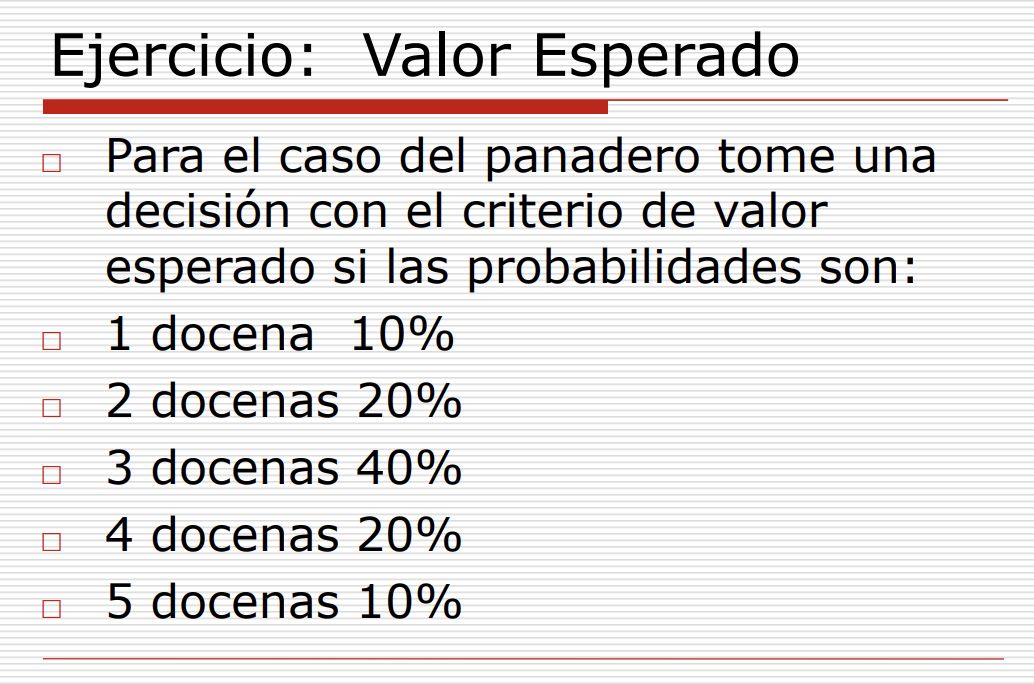 Ejercicio:  Valor Esperado
Para el caso del panadero tome una
decisión con el criterio de valor
esperado si las probabilidades son:
1 docena  10%
2 docenas 20%
3 docenas 40%
4 docenas 20%
5 docenas 10%